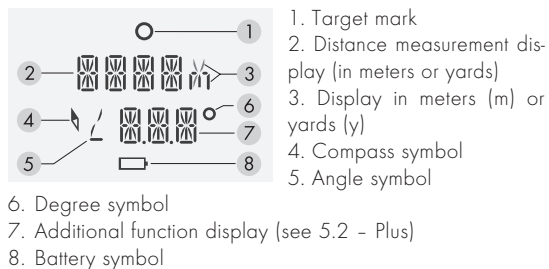 1
2
3
4
5
6
7
8
1. Target mark
2. Distance measurement dis-
play (in meters or yards)
3. Display in meters (m) or
yards (y)
4. Compass symbol
5. Angle symbol
6. Degree symbol
7. Additional function display (see 5.2 – Plus)
8. Battery symbol